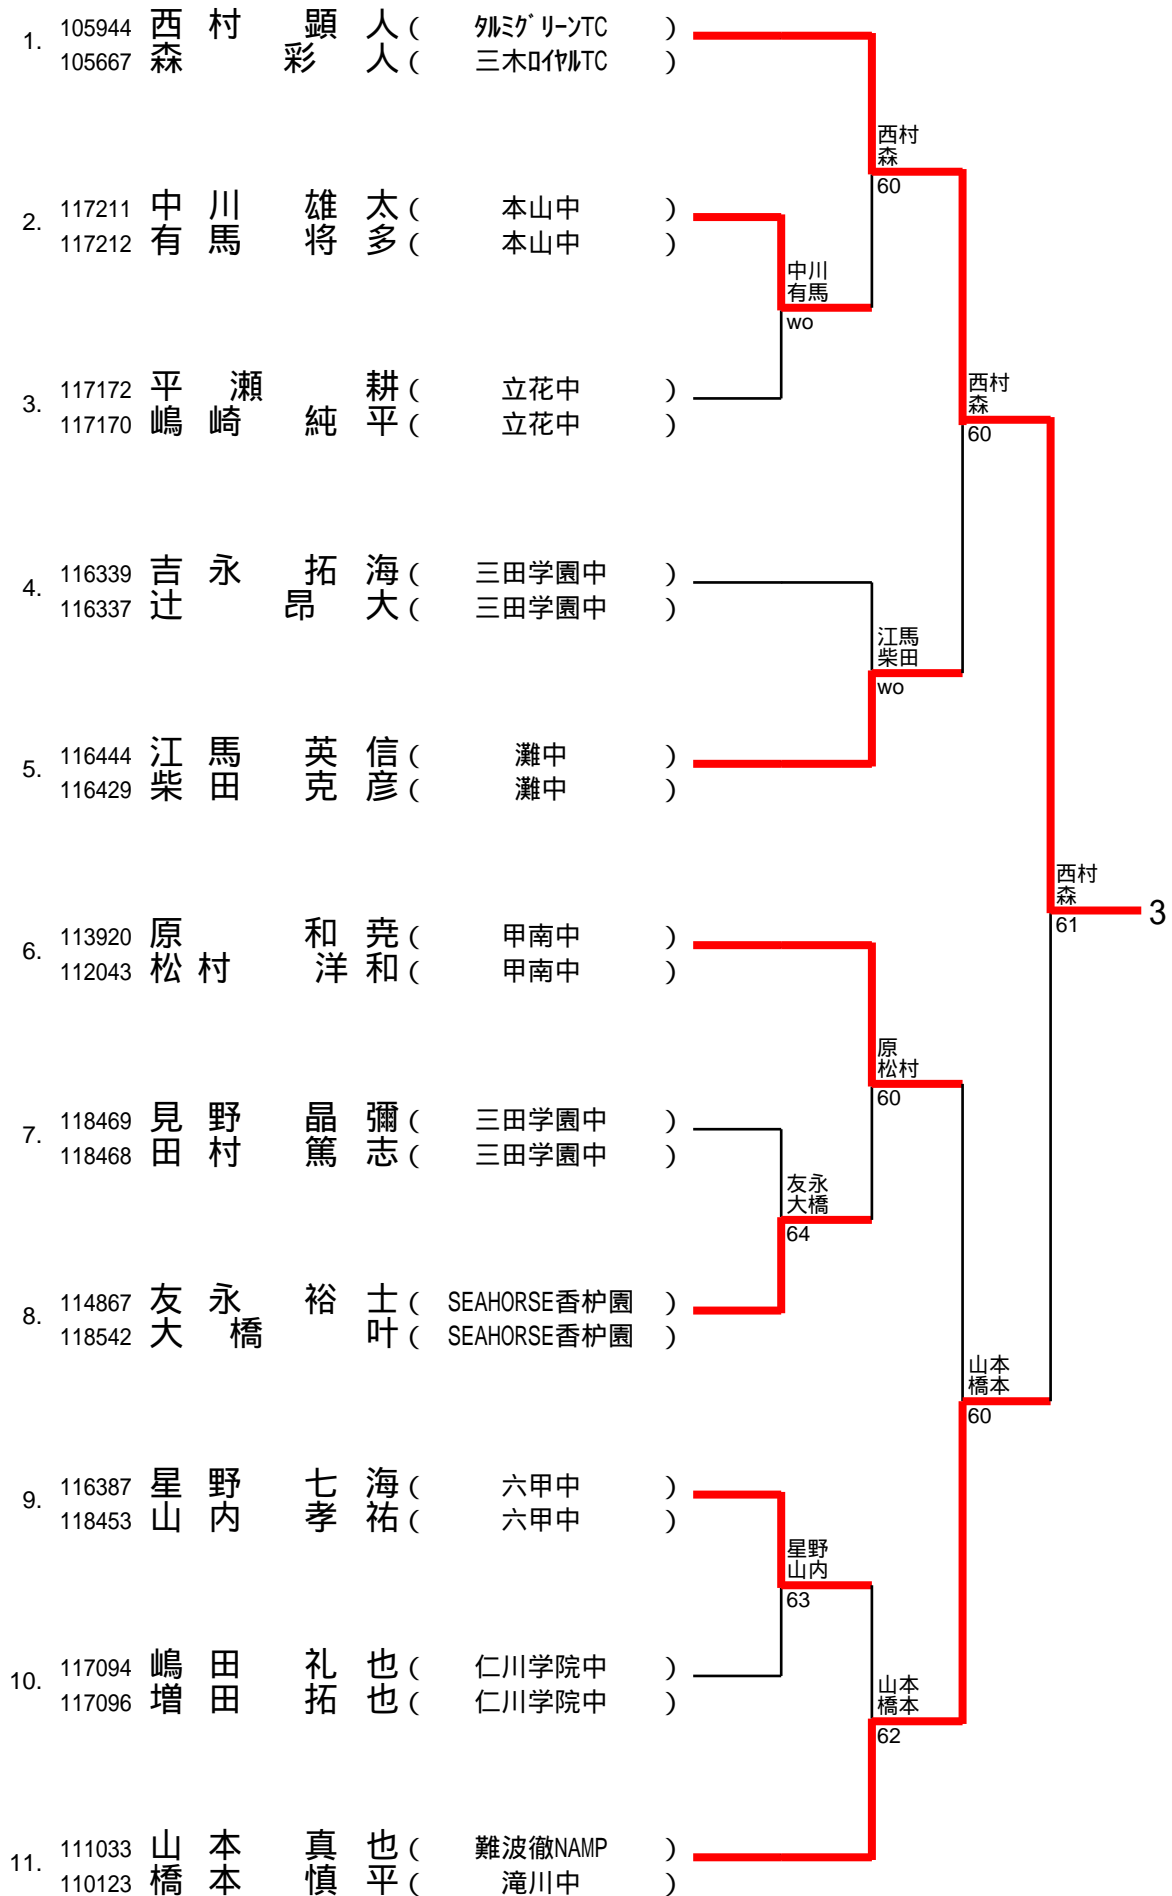 1. 105944 西村 顕人 ( タルミグリーンTC )
105667 森 彩人 ( 三木ロイヤルTC )
西村
森
60
2. 117211 中川 雄太 ( 本山中 )
117212 有馬 将多 ( 本山中 )
中川
有馬
wo
3. 117172 平瀬 耕 ( 立花中 )
117170 嶋崎 純平 ( 立花中 )
西村
森
60
4. 116339 吉永 拓海 ( 三田学園中 )
116337 辻 昂大 ( 三田学園中 )
江馬
柴田
wo
5. 116444 江馬 英信 ( 灘中 )
116429 柴田 克彦 ( 灘中 )
西村
森
61
3
6. 113920 原 和尭 ( 甲南中 )
112043 松村 洋和 ( 甲南中 )
原
松村
60
7. 118469 見野 晶彌 ( 三田学園中 )
118468 田村 篤志 ( 三田学園中 )
友永
大橋
64
8. 114867 友永 裕士 ( SEAHORSE香枦園 )
118542 大橋 叶 ( SEAHORSE香枦園 )
山本
橋本
60
9. 116387 星野 七海 ( 六甲中 )
118453 山内 孝祐 ( 六甲中 )
星野
山内
63
10. 117094 嶋田 礼也 ( 仁川学院中 )
117096 増田 拓也 ( 仁川学院中 )
山本
橋本
62
11. 111033 山本 真也 ( 難波徹NAMP )
110123 橋本 慎平 ( 滝川中 )